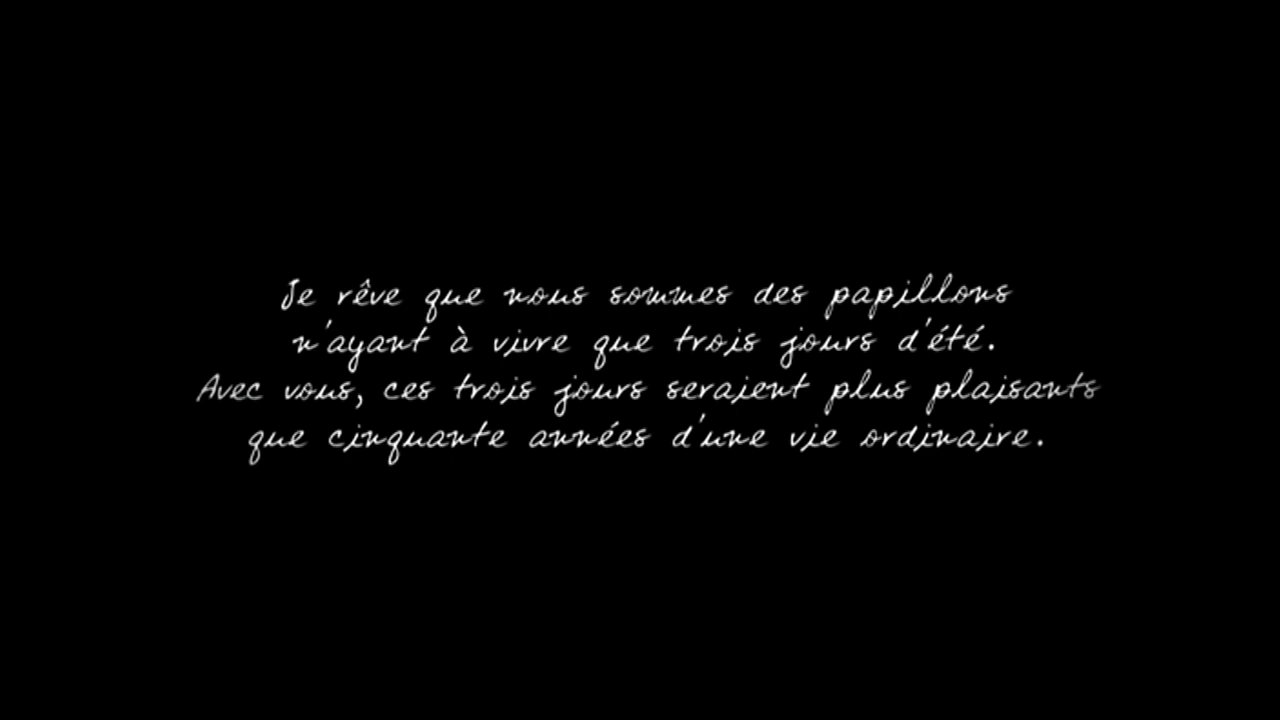 Je rêve que nous sommes des papillons
n'ayant à vivre que trois jours d'été.
Avec vous, ces trois jours seraient plus plaisants
que cinquante années d'une vie ordinaire.